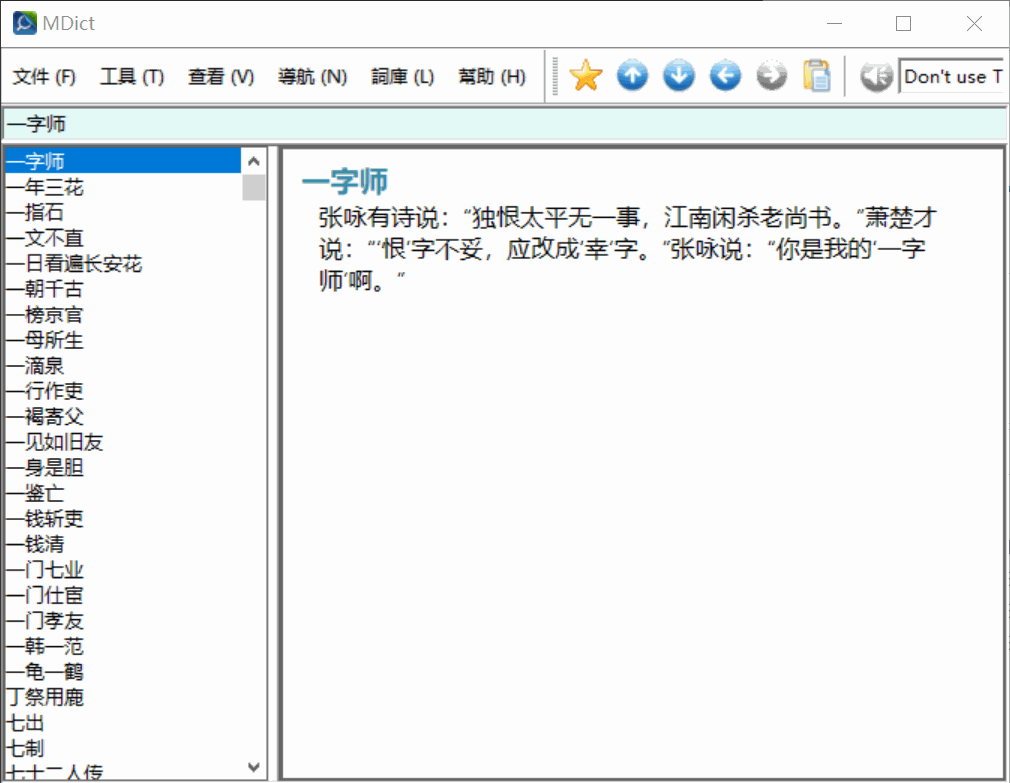 MDict
文件 (F) 工具 (T) 查看 (V) 導航 (N) 詞庫 (L) 幫助 (H) Don't use T
一字师
一字师
一年三花
一指石
一文不直
一日看遍长安花
一朝千古
一榜京官
一母所生
一滴泉
一行作吏
一褐寄父
一见如旧友
一身是胆
一鉴亡
一钱斩吏
一钱清
一门七业
一门仕宦
一门孝友
一韩一范
一龟一鹤
丁祭用鹿
七出
七制
七十二人传
一字师
张咏有诗说：“独恨太平无一事，江南闲杀老尚书。”萧楚才
说：“‘恨’字不妥，应改成‘幸’字。”张咏说：“你是我的‘一字
师’啊。”